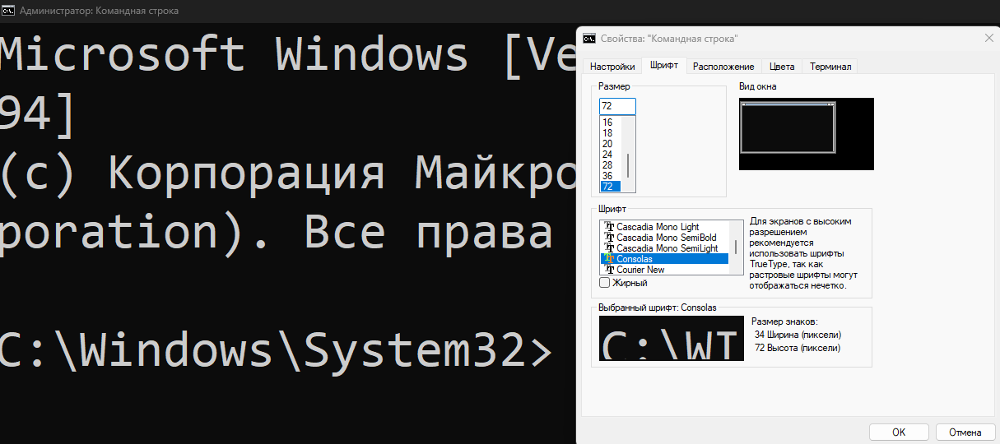 Администратор: Командная строка
Microsoft Windows [Ve
94]
(c) Корпорация Майкро
poration). Все права
C:\Windows\System32>
Свойства: "Командная строка"
Настройки
Шрифт
Расположение
Цвета
Терминал
Размер
72
16
18
20
24
28
36
72
Вид окна
Шрифт
Cascadia Mono Light
Cascadia Mono SemiBold
Cascadia Mono SemiLight
Consolas
Courier New
Жирный
Для экранов с высоким
разрешением
рекомендуется
использовать шрифты
TrueType, так как
растровые шрифты могут
отображаться нечетко.
Выбранный шрифт: Consolas
C:\WI
Размер знаков:
34 Ширина (пиксели)
72 Высота (пиксели)
ОК
Отмена